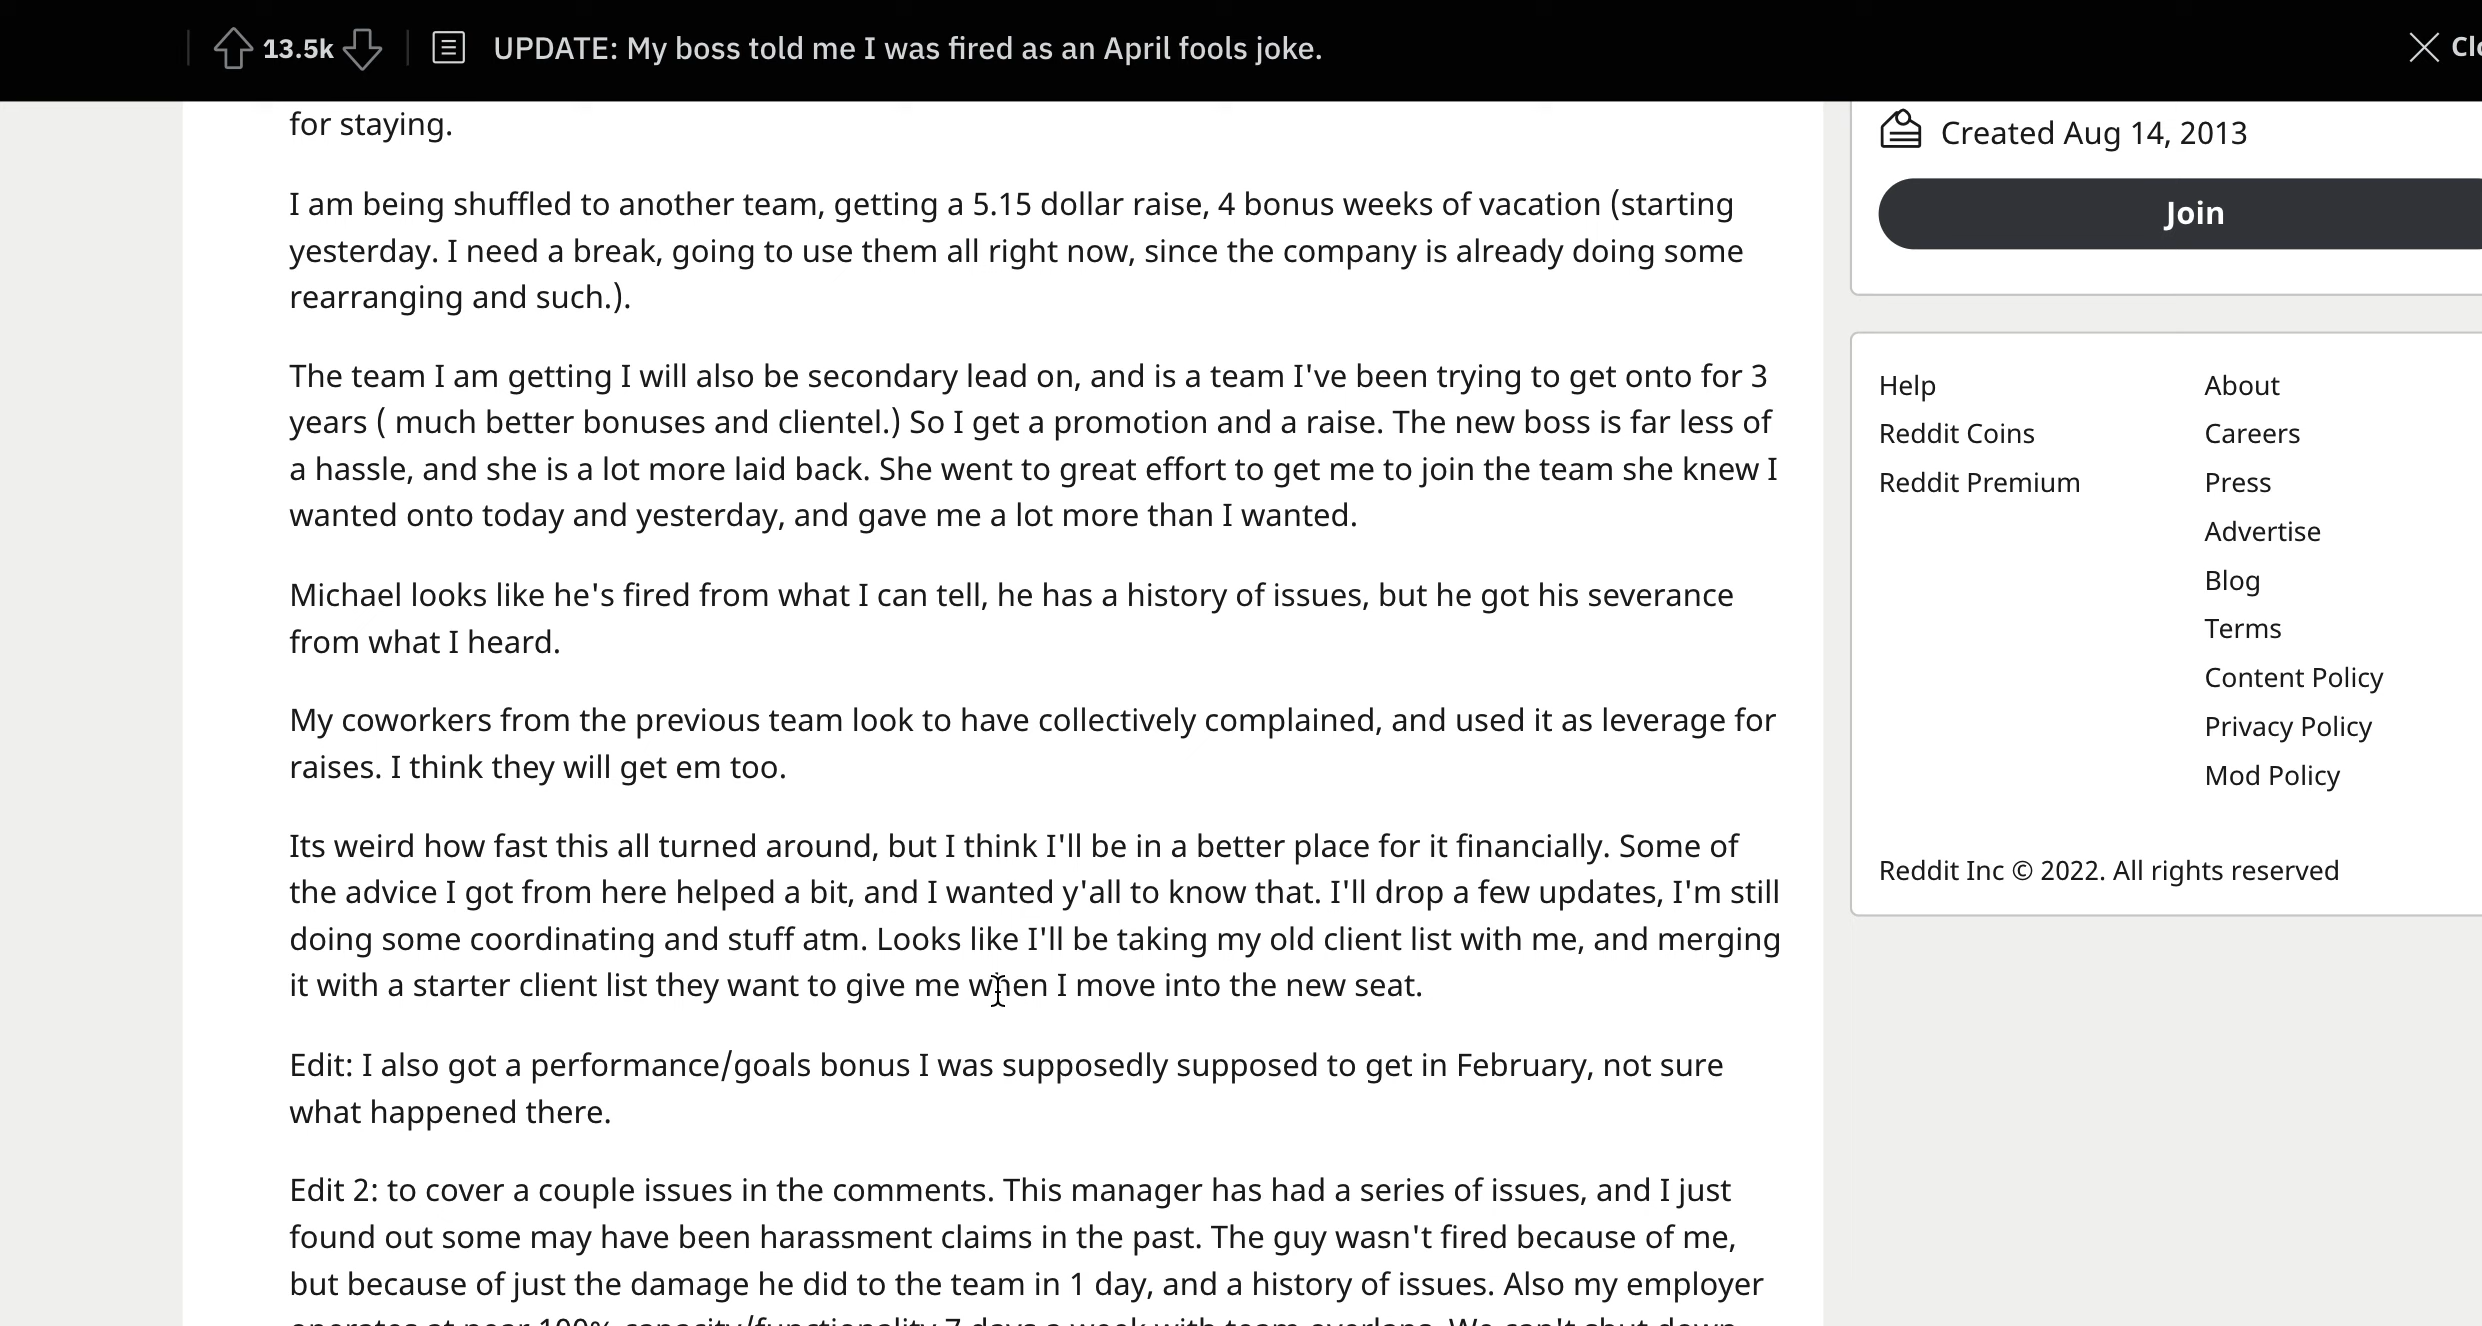 13.5k
UPDATE: My boss told me I was fired as an April fools joke.
for staying.
I am being shuffled to another team, getting a 5.15 dollar raise, 4 bonus weeks of vacation (starting
yesterday. I need a break, going to use them all right now, since the company is already doing some
rearranging and such.).
The team I am getting I will also be secondary lead on, and is a team I've been trying to get onto for 3
years ( much better bonuses and clientel.) So I get a promotion and a raise. The new boss is far less of
a hassle, and she is a lot more laid back. She went to great effort to get me to join the team she knew I
wanted onto today and yesterday, and gave me a lot more than I wanted.
Michael looks like he's fired from what I can tell, he has a history of issues, but he got his severance
from what I heard.
My coworkers from the previous team look to have collectively complained, and used it as leverage for
raises. I think they will get em too.
Its weird how fast this all turned around, but I think I'll be in a better place for it financially. Some of
the advice I got from here helped a bit, and I wanted y'all to know that. I'll drop a few updates, I'm still
doing some coordinating and stuff atm. Looks like I'll be taking my old client list with me, and merging
it with a starter client list they want to give me when I move into the new seat.
Edit: I also got a performance/goals bonus I was supposedly supposed to get in February, not sure
what happened there.
Edit 2: to cover a couple issues in the comments. This manager has had a series of issues, and I just
found out some may have been harassment claims in the past. The guy wasn't fired because of me,
but because of just the damage he did to the team in 1 day, and a history of issues. Also my employer
operates at near 100% capacity/functionality 7 days a week with team overlaps. We can't shut down
Created Aug 14, 2013
Join
Help
Reddit Coins
Reddit Premium
About
Careers
Press
Advertise
Blog
Terms
Content Policy
Privacy Policy
Mod Policy
Reddit Inc © 2022. All rights reserved